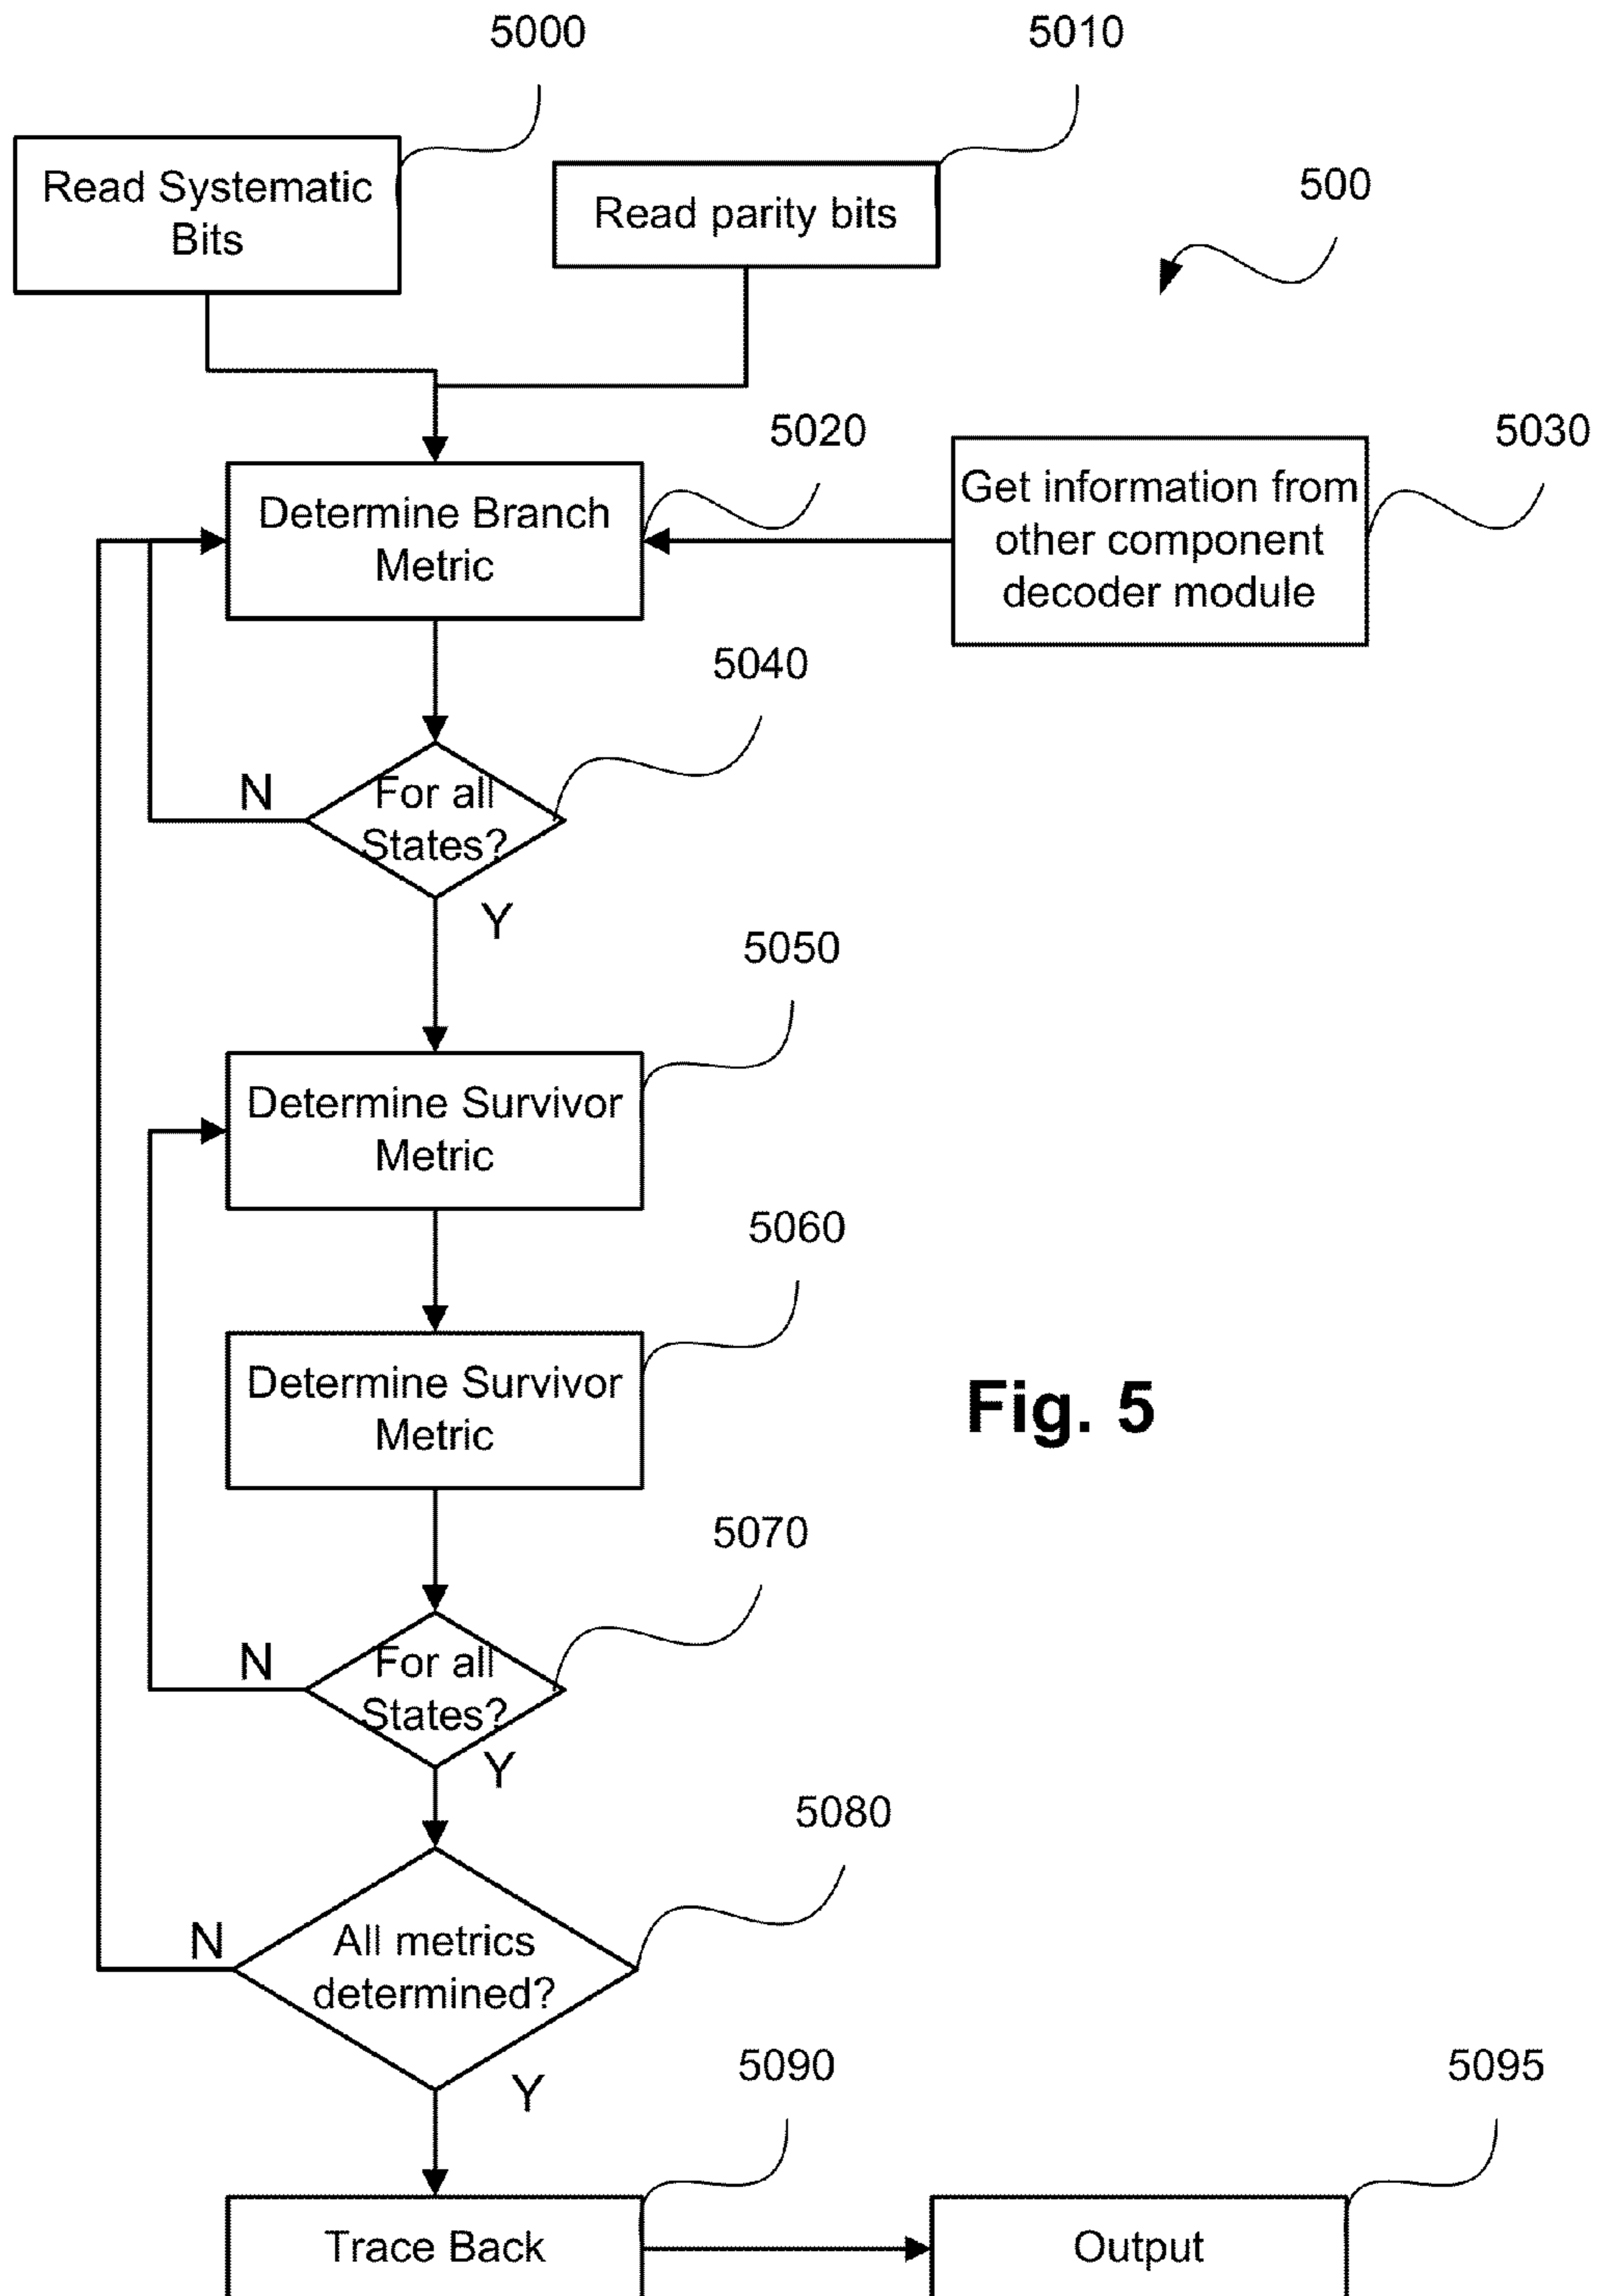 5000
5010
Read Systematic
Bits
Read parity bits
500
5020
5030
Determine Branch
Metric
Get information from
other component
decoder module
5040
N
For all
States?
Y
5050
Determine Survivor
Metric
5060
Determine Survivor
Metric
Fig. 5
5070
N
For all
States?
Y
5080
N
All metrics
determined?
Y
5090
5095
Trace Back
Output